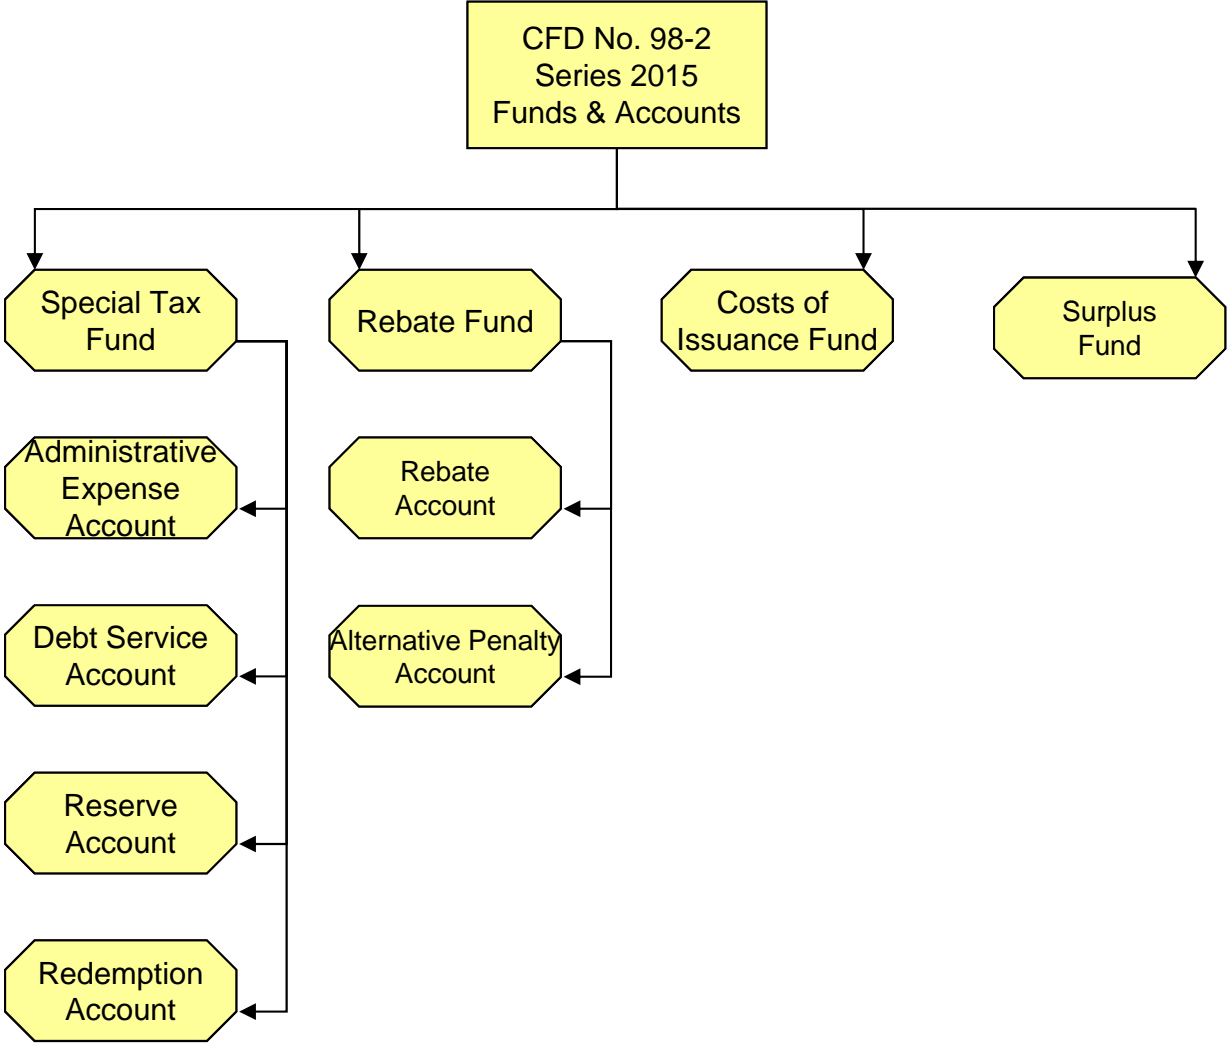 CFD No. 98-2
Series 2015
Funds & Accounts
Special Tax
Fund
Rebate Fund
Costs of
Issuance Fund
Surplus
Fund
Administrative
Expense
Account
Rebate
Account
Debt Service
Account
Alternative Penalty
Account
Reserve
Account
Redemption
Account